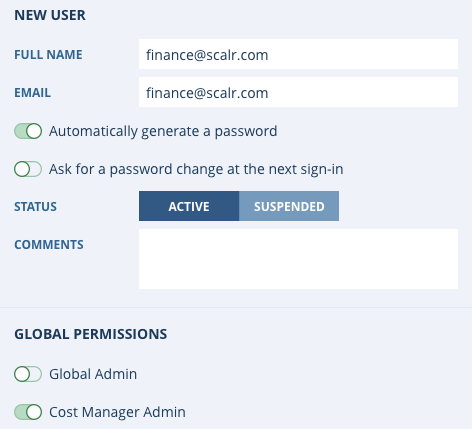 NEW USER
FULL NAME finance@scalr.com
EMAIL finance@scalr.com
Automatically generate a password
Ask for a password change at the next sign-in
STATUS ACTIVE SUSPENDED
COMMENTS
GLOBAL PERMISSIONS
Global Admin
Cost Manager Admin